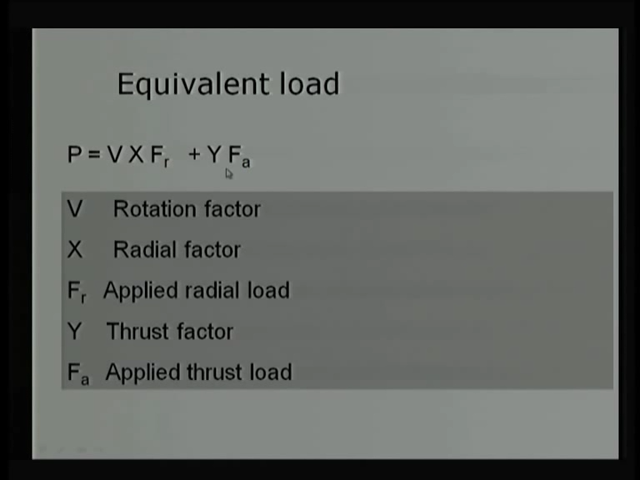 Equivalent load
P = V X Fr + Y Fa
V Rotation factor
X Radial factor
Fr Applied radial load
Y Thrust factor
Fa Applied thrust load